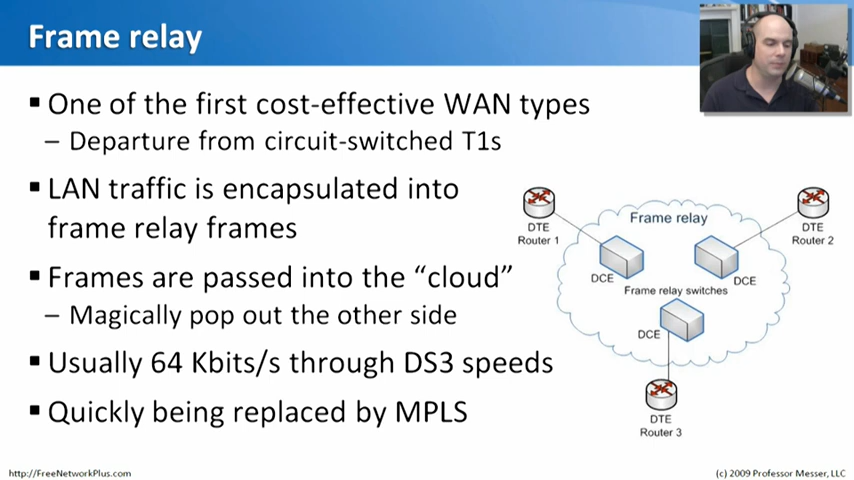 Frame relay
▪ One of the first cost-effective WAN types
– Departure from circuit-switched T1s
▪ LAN traffic is encapsulated into
frame relay frames
▪ Frames are passed into the “cloud”
– Magically pop out the other side
▪ Usually 64 Kbits/s through DS3 speeds
▪ Quickly being replaced by MPLS
Frame relay
DTE
Router 1
DTE
Router 2
DCE
DCE
Frame relay switches
DCE
DTE
Router 3
http://FreeNetworkPlus.com
(c) 2009 Professor Messer, LLC